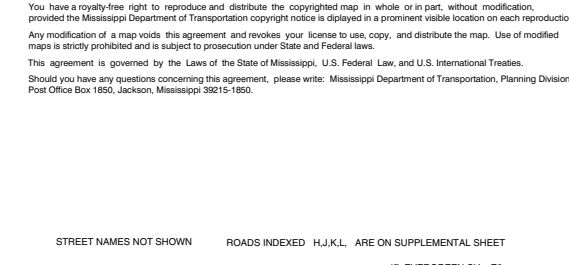 You have a royalty-free right to reproduce and distribute the copyrighted map in whole or in part, without modification,
provided the Mississippi Department of Transportation copyright notice is diplayed in a prominent visible location on each reproductio
Any modification of a map voids this agreement and revokes your license to use, copy, and distribute the map. Use of modified
maps is strictly prohibited and is subject to prosecution under State and Federal laws.
This agreement is governed by the Laws of the State of Mississippi, U.S. Federal Law, and U.S. International Treaties.
Should you have any questions concerning this agreement, please write: Mississippi Department of Transportation, Planning Division
Post Office Box 1850, Jackson, Mississippi 39215-1850.
STREET NAMES NOT SHOWN ROADS INDEXED H,J,K,L, ARE ON SUPPLEMENTAL SHEET